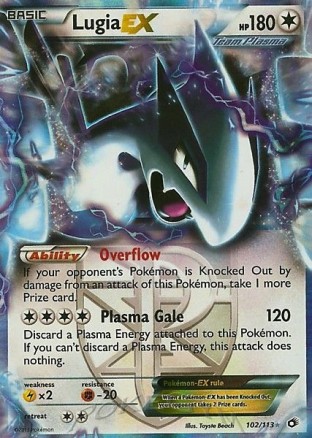 BASIC
Lugia EX
HP 180
Team Plasma
Ability Overflow
If your opponent's Pokémon is Knocked Out by
damage from an attack of this Pokémon, take 1 more
Prize card.
Plasma Gale 120
Discard a Plasma Energy attached to this Pokémon.
If you can't discard a Plasma Energy, this attack does
nothing.
weakness resistance
×2 -20
retreat
Pokémon-EX rule
When a Pokémon-EX has been Knocked Out,
your opponent takes 2 Prize cards.
Illus. Toyste Beach 102/113